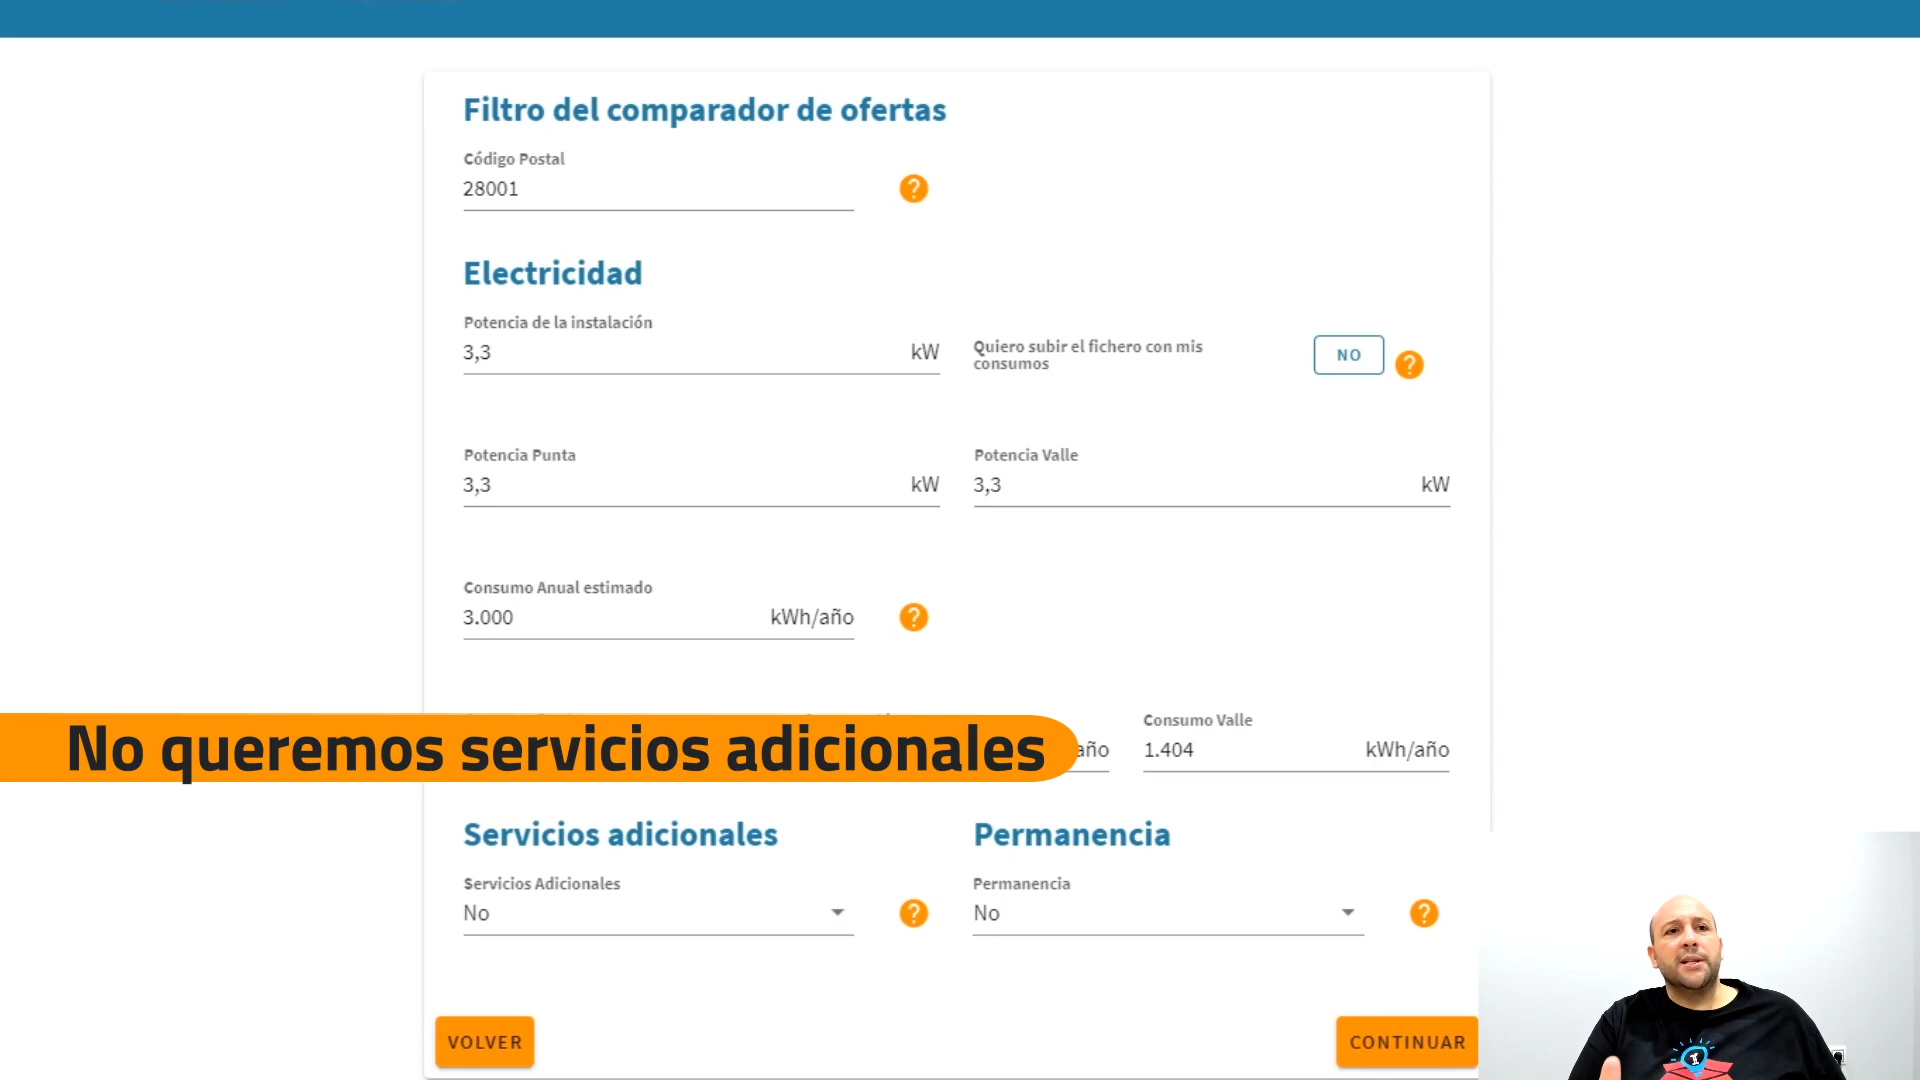 Filtro del comparador de ofertas
Código Postal
28001
?
Electricidad
Potencia de la instalación
3,3 kW
Quiero subir el fichero con mis
consumos
NO
?
Potencia Punta
3,3 kW
Potencia Valle
3,3 kW
Consumo Anual estimado
3.000 kWh/año
?
Consumo Valle
No queremos servicios adicionales
año
1.404 kWh/año
Servicios adicionales
Permanencia
Servicios Adicionales
No
?
Permanencia
No
?
VOLVER
CONTINUAR